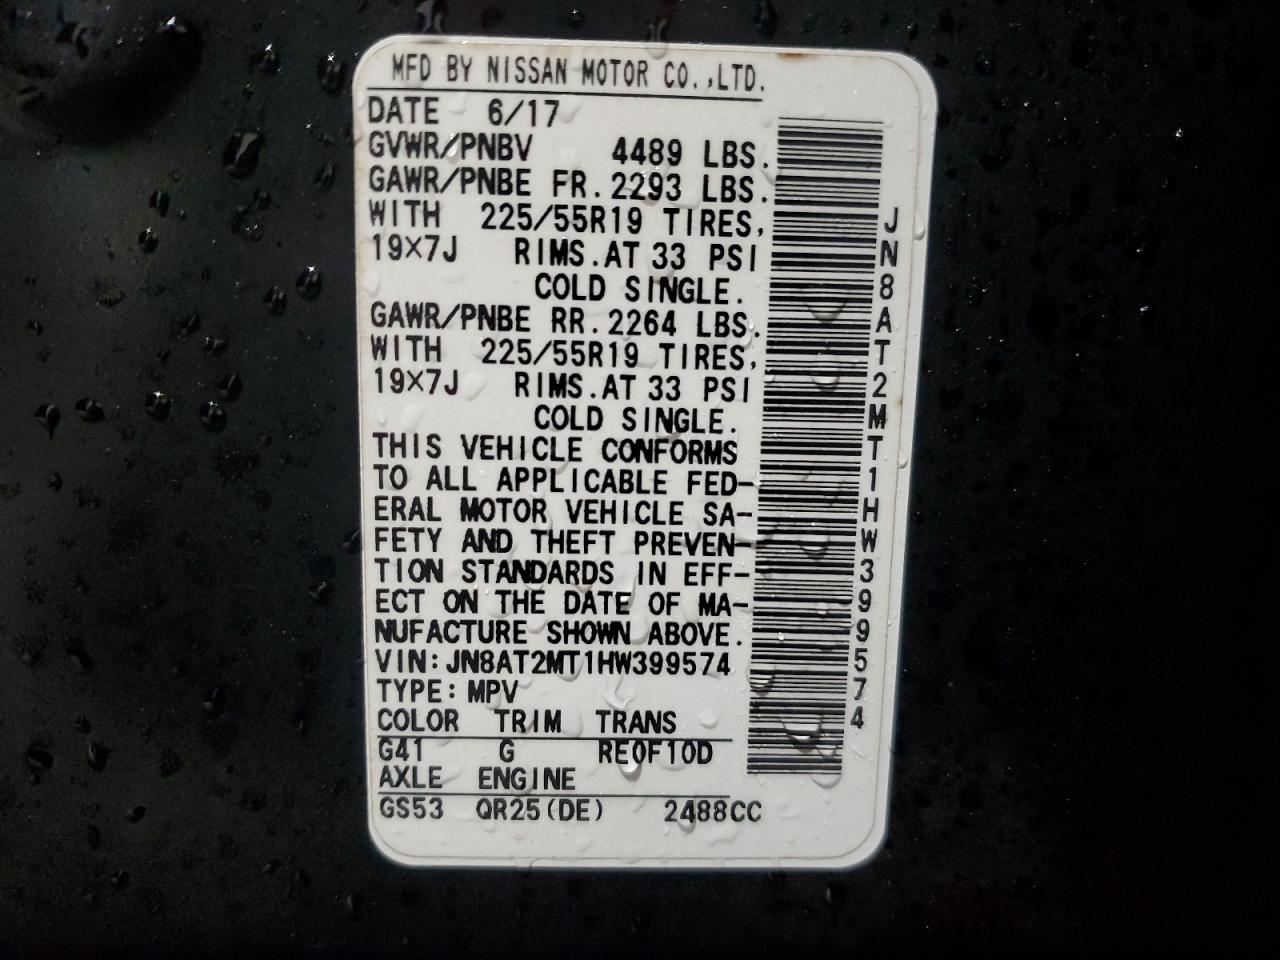 MFD BY NISSAN MOTOR CO.,LTD.
DATE 6/17
GVWR/PNBV 4489 LBS.
GAWR/PNBE FR.2293 LBS.
WITH 225/55R19 TIRES,
19×7J RIMS.AT 33 PSI
COLD SINGLE.
GAWR/PNBE RR.2264 LBS.
WITH 225/55R19 TIRES,
19×7J RIMS.AT 33 PSI
COLD SINGLE.
THIS VEHICLE CONFORMS
TO ALL APPLICABLE FED-
ERAL MOTOR VEHICLE SA-
FETY AND THEFT PREVEN-
TION STANDARDS IN EFF-
ECT ON THE DATE OF MA-
NUFACTURE SHOWN ABOVE.
VIN:JN8AT2MT1HW399574
TYPE:MPV
COLOR TRIM TRANS
G41 G RE0F10D
AXLE ENGINE
GS53 QR25(DE) 2488CC
JN8AT2MT1HW399574